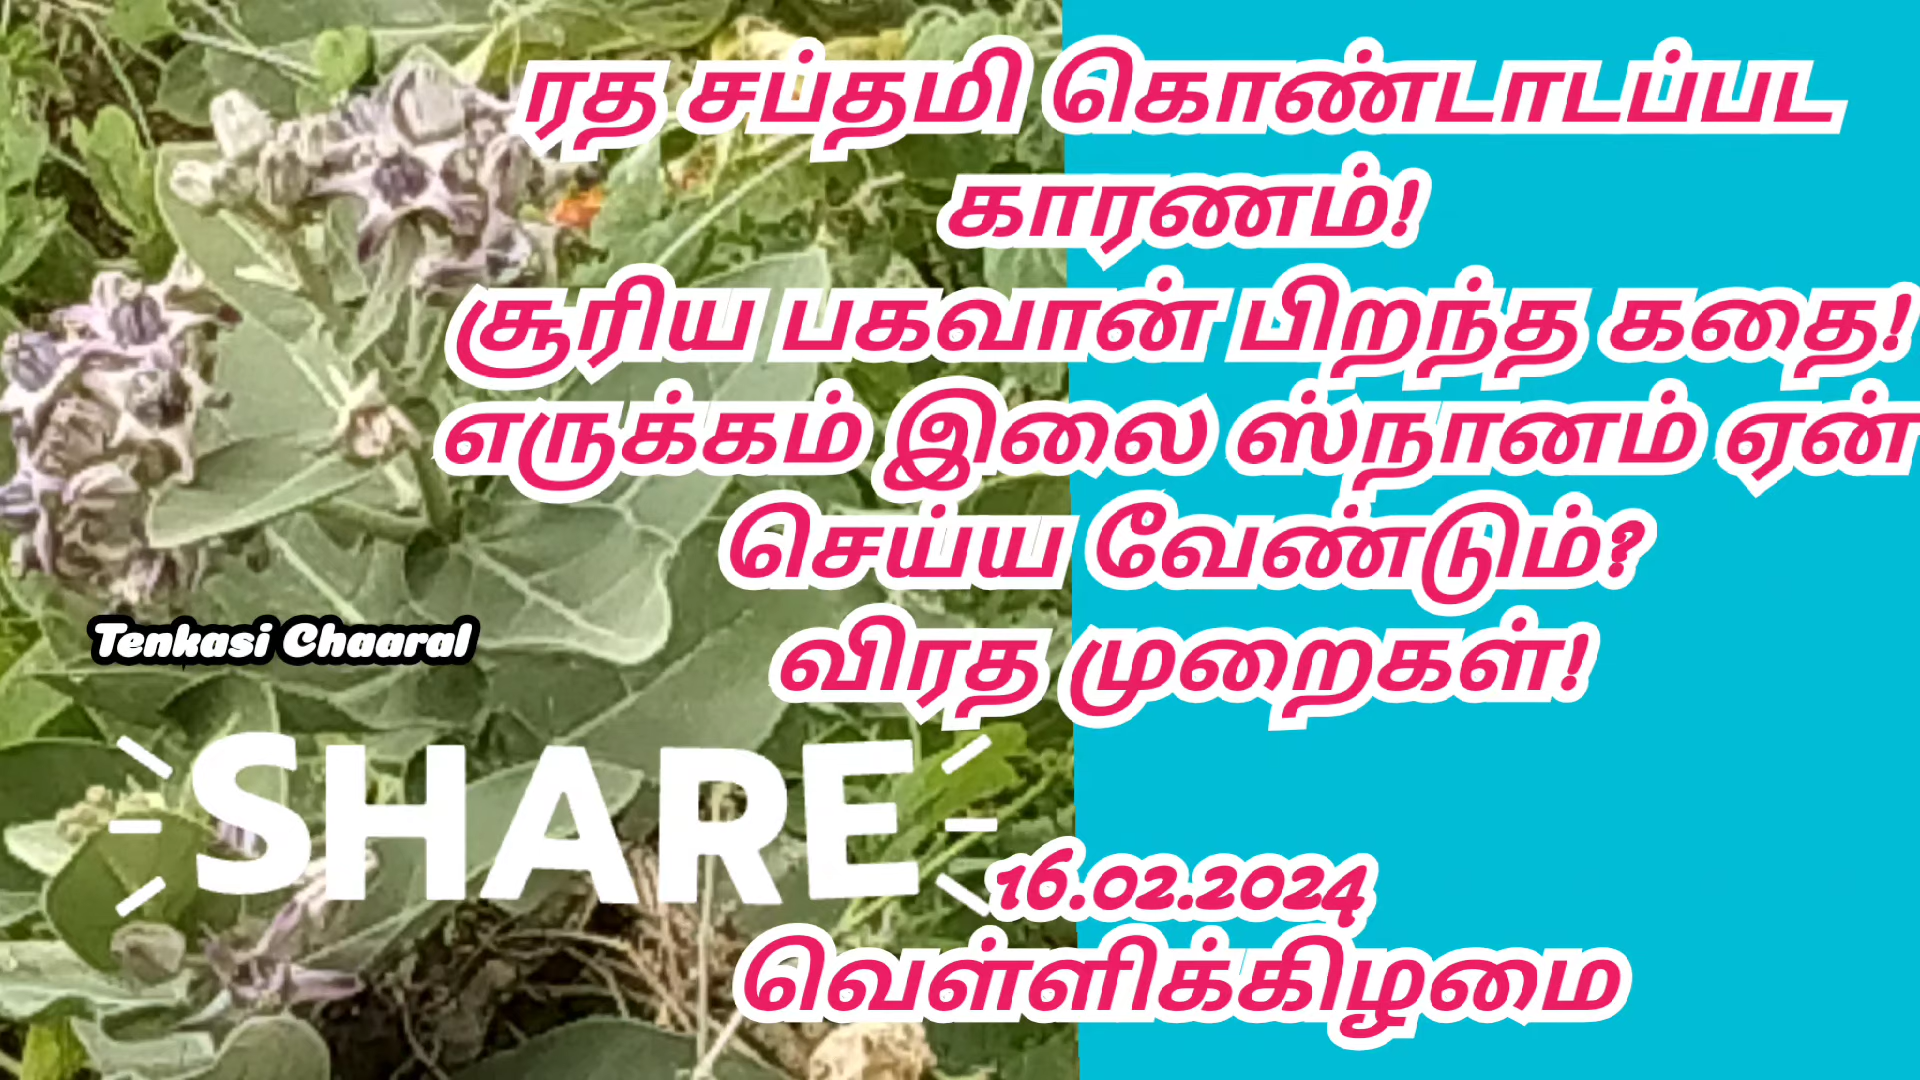 ரத சப்தமி கொண்டாடப்பட
காரணம்!
சூரிய பகவான் பிறந்த கதை!
எருக்கம் இலை ஸ்நானம் ஏன்
செய்ய வேண்டும்?
விரத முறைகள்!
Tenkasi Chaaral
SHARE
16.02.2024
வெள்ளிக்கிழமை